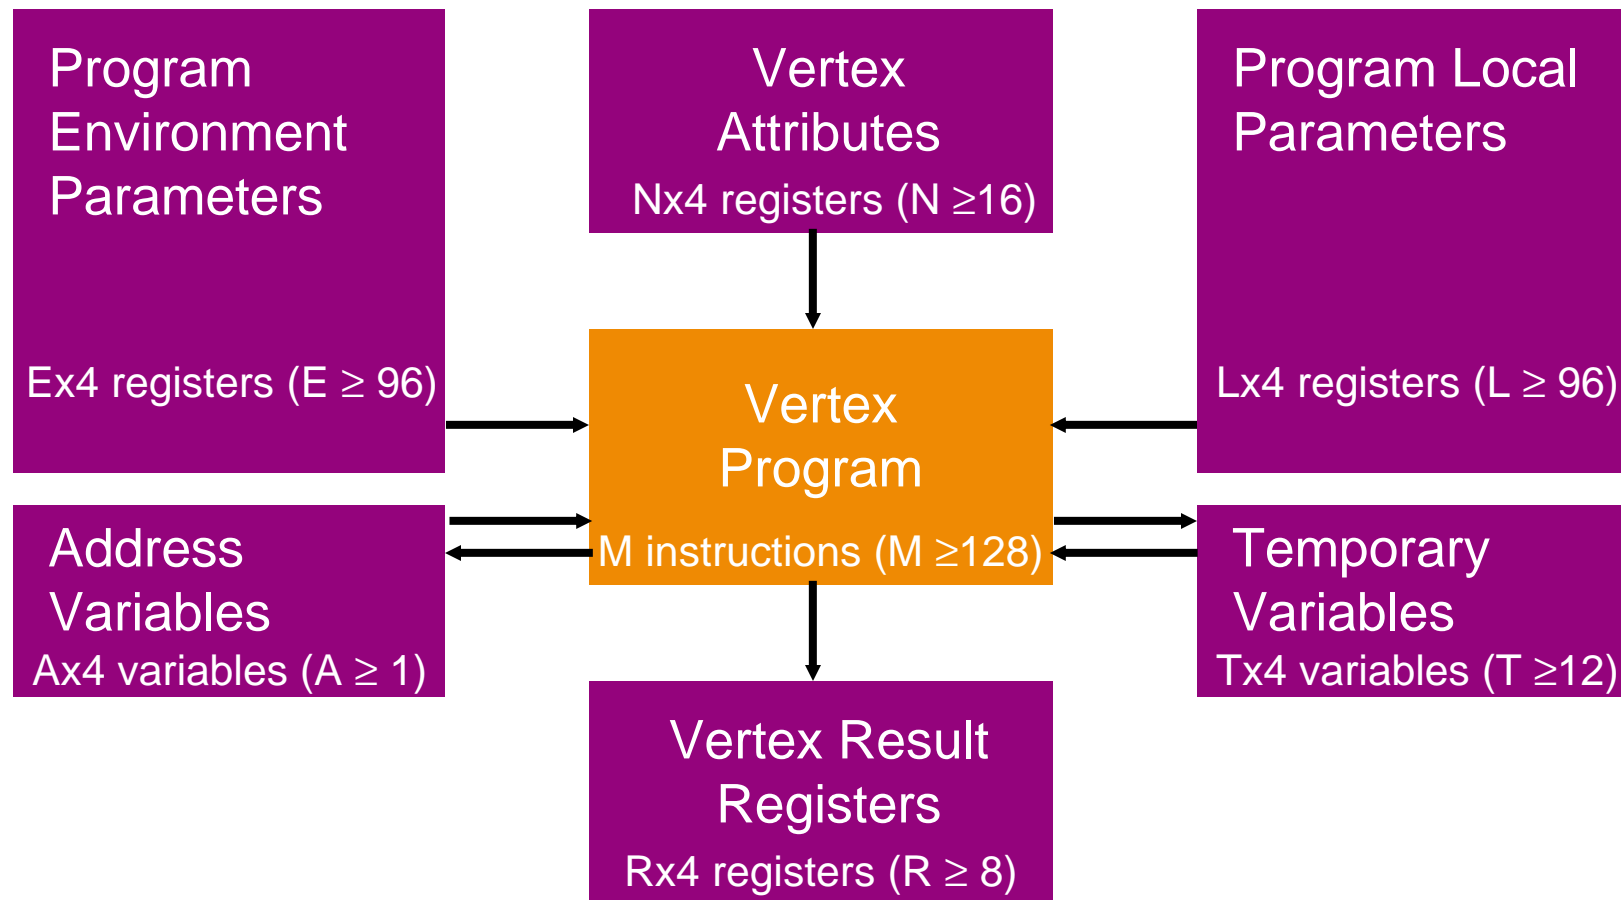 Program
Environment
Parameters
Ex4 registers (E ≥ 96)
Vertex
Attributes
Nx4 registers (N ≥16)
Program Local
Parameters
Lx4 registers (L ≥ 96)
Vertex
Program
M instructions (M ≥128)
Address
Variables
Ax4 variables (A ≥ 1)
Temporary
Variables
Tx4 variables (T ≥12)
Vertex Result
Registers
Rx4 registers (R ≥ 8)